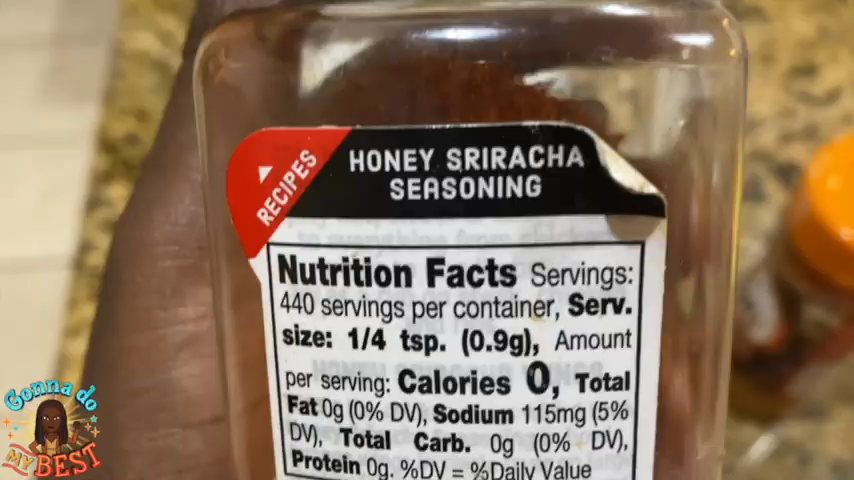 RECIPES
HONEY SRIRACHA
SEASONING
Nutrition Facts Servings:
440 servings per container, Serv.
size: 1/4 tsp. (0.9g), Amount
per serving: Calories 0, Total
Fat 0g (0% DV), Sodium 115mg (5%
DV), Total Carb. 0g (0% DV),
Protein 0g. %DV = %Daily Value
Gonna do
MY BEST